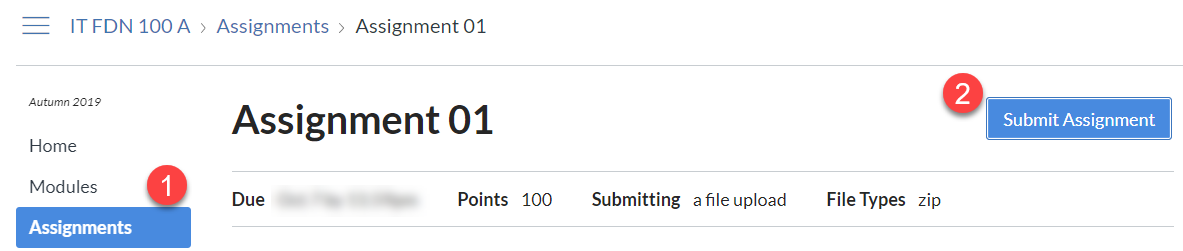 IT FDN 100 A > Assignments > Assignment 01
Autumn 2019
Home
Modules
1
Assignments
Assignment 01
2
Submit Assignment
Due
Points 100
Submitting a file upload
File Types zip